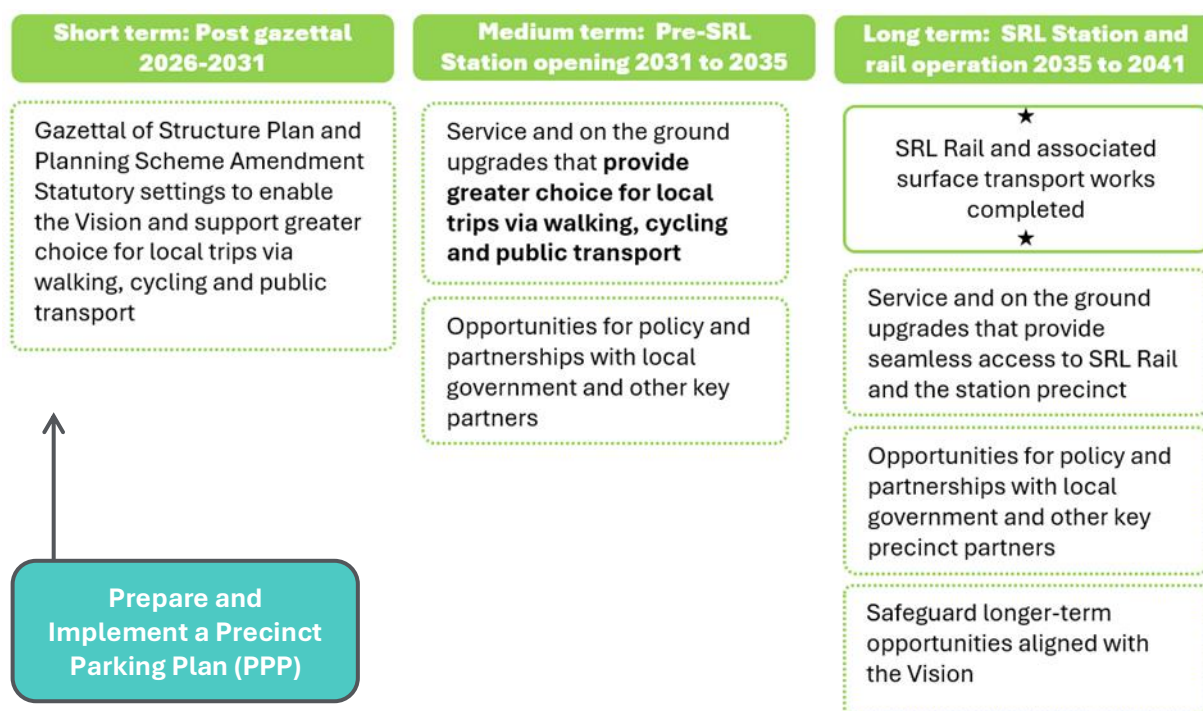 Short term: Post gazettal
2026-2031
Gazettal of Structure Plan and
Planning Scheme Amendment
Statutory settings to enable
the Vision and support greater
choice for local trips via
walking, cycling and public
transport
Prepare and
Implement a Precinct
Parking Plan (PPP)
Medium term: Pre-SRL
Station opening 2031 to 2035
Service and on the ground
upgrades that provide
greater choice for local
trips via walking, cycling
and public transport
Opportunities for policy and
partnerships with local
government and other key
partners
Long term: SRL Station and
rail operation 2035 to 2041
★
SRL Rail and associated
surface transport works
completed
★
Service and on the ground
upgrades that provide
seamless access to SRL Rail
and the station precinct
Opportunities for policy and
partnerships with local
government and other key
precinct partners
Safeguard longer-term
opportunities aligned with
the Vision